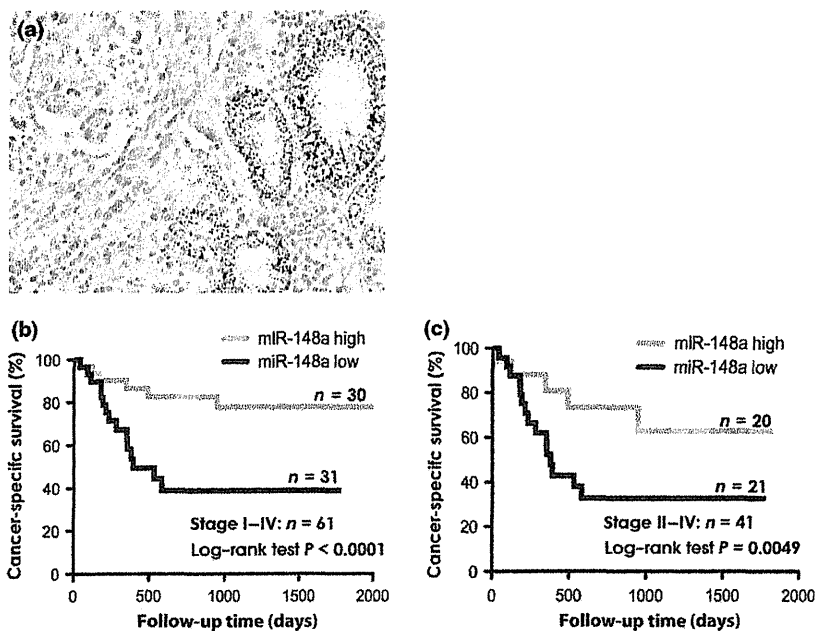 (a)
(b)
miR-148a high
miR-148a low
100
80
60
40
20
0
n = 30
n = 31
Stage I–IV: n = 61
Log-rank test P < 0.0001
Cancer-specifc survival (%)
0 500 1000 1500 2000
Follow-up time (days)
(c)
miR-148a high
miR-148a low
100
80
60
40
20
0
n = 20
n = 21
Stage II–IV: n = 41
Log-rank test P = 0.0049
Cancer-specifc survival (%)
0 500 1000 1500 2000
Follow-up time (days)